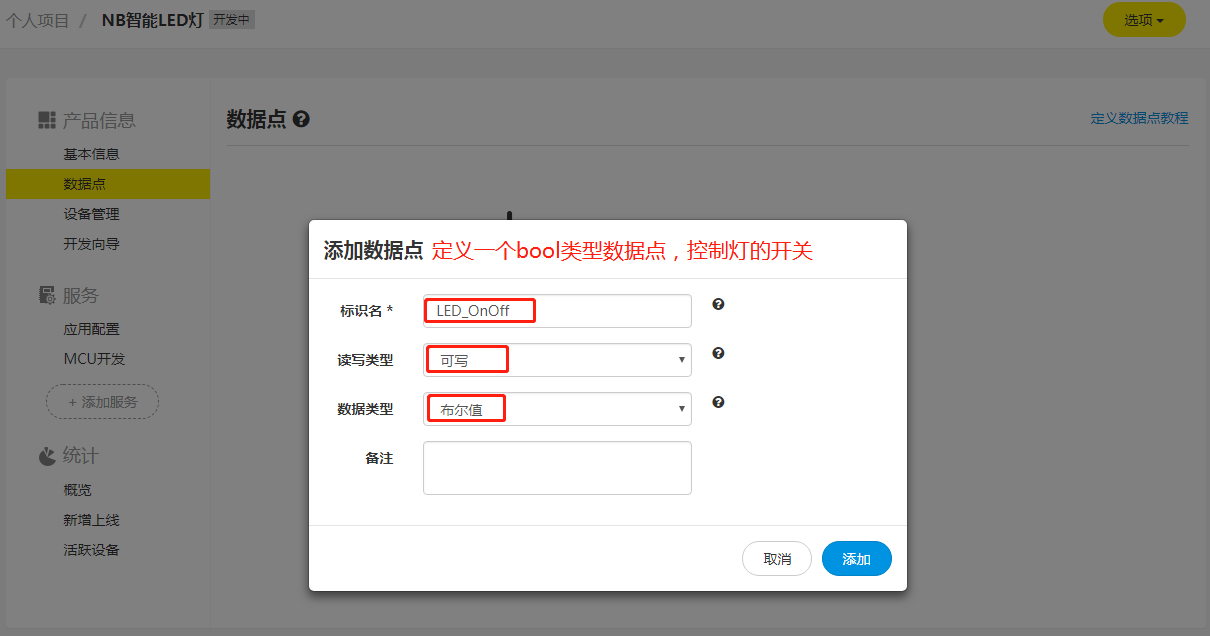 个人项目 / NB智能LED灯 开发中
选项
产品信息
基本信息
数据点
设备管理
开发向导
服务
应用配置
MCU开发
+ 添加服务
统计
概览
新增上线
活跃设备
数据点 ?
定义数据点教程
添加数据点 定义一个bool类型数据点，控制灯的开关
标识名 * LED_OnOff ?
读写类型 可写 ?
数据类型 布尔值 ?
备注
取消 添加